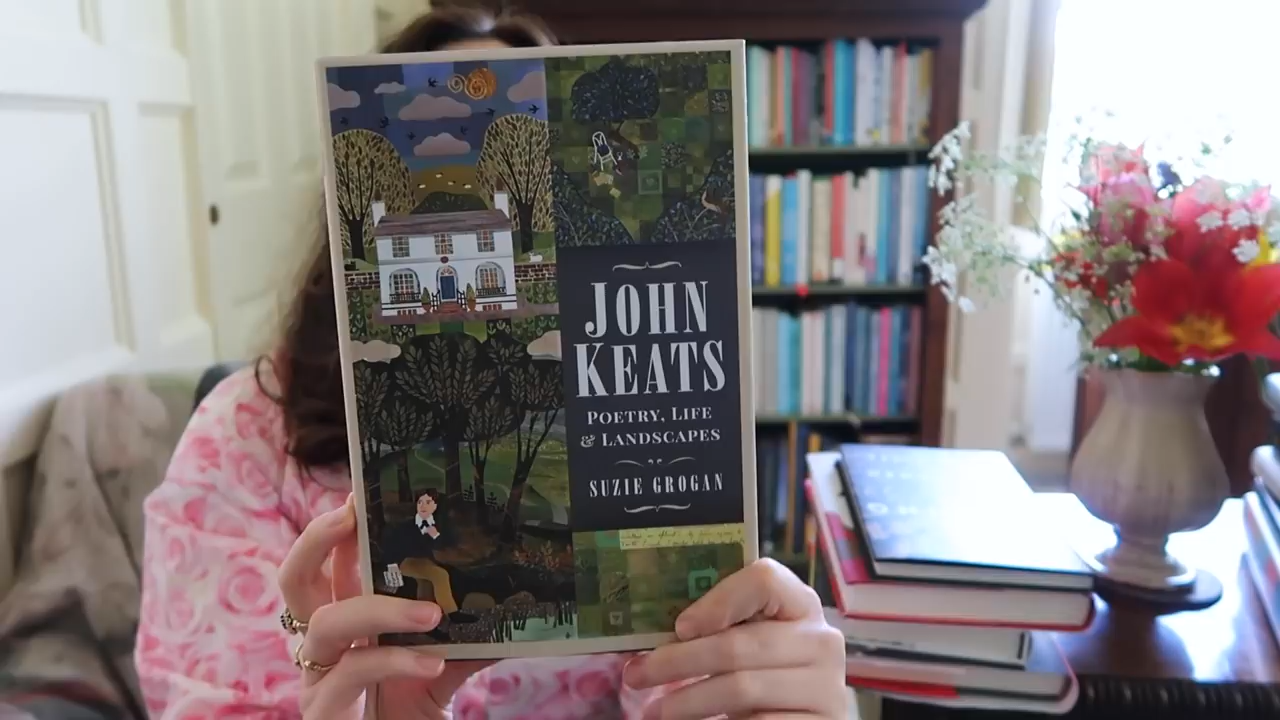 JOHN
KEATS
POETRY, LIFE
& LANDSCAPES
SUZIE GROGAN